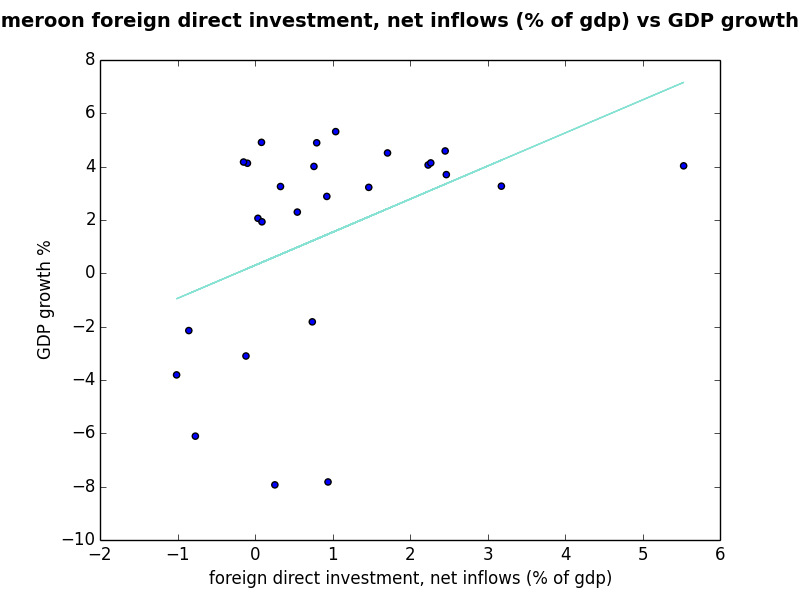 meroon foreign direct investment, net inflows (% of gdp) vs GDP growth
8
6
4
2
0
−2
−4
−6
−8
−10
GDP growth %
−2 −1 0 1 2 3 4 5 6
foreign direct investment, net inflows (% of gdp)